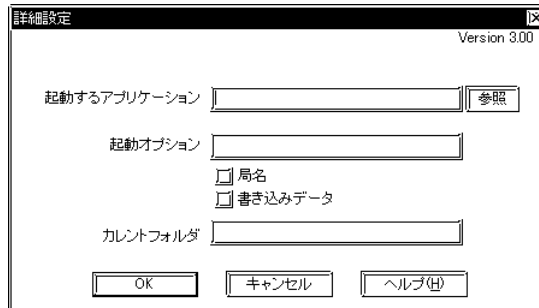 詳細設定
Version 3.00
起動するアプリケーション 参照
起動オプション
局名
書き込みデータ
カレントフォルダ
OK キャンセル ヘルプ(H)